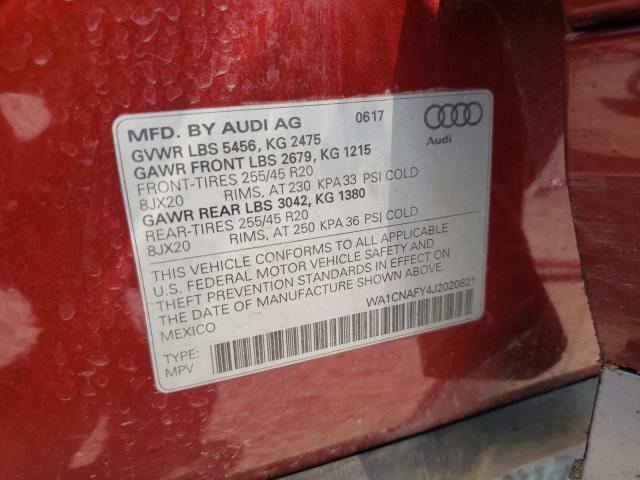 MFD. BY AUDI AG 0617
Audi
GVWR LBS 5456, KG 2475
GAWR FRONT LBS 2679, KG 1215
FRONT-TIRES 255/45 R20
8JX20 RIMS, AT 230 KPA 33 PSI COLD
GAWR REAR LBS 3042, KG 1380
REAR-TIRES 255/45 R20
8JX20 RIMS, AT 250 KPA 36 PSI COLD
THIS VEHICLE CONFORMS TO ALL APPLICABLE
U.S. FEDERAL MOTOR VEHICLE SAFETY AND
THEFT PREVENTION STANDARDS IN EFFECT ON
THE DATE OF MANUFACTURE SHOWN ABOVE.
MEXICO
WA1CNAFY4J2020821
TYPE:
MPV